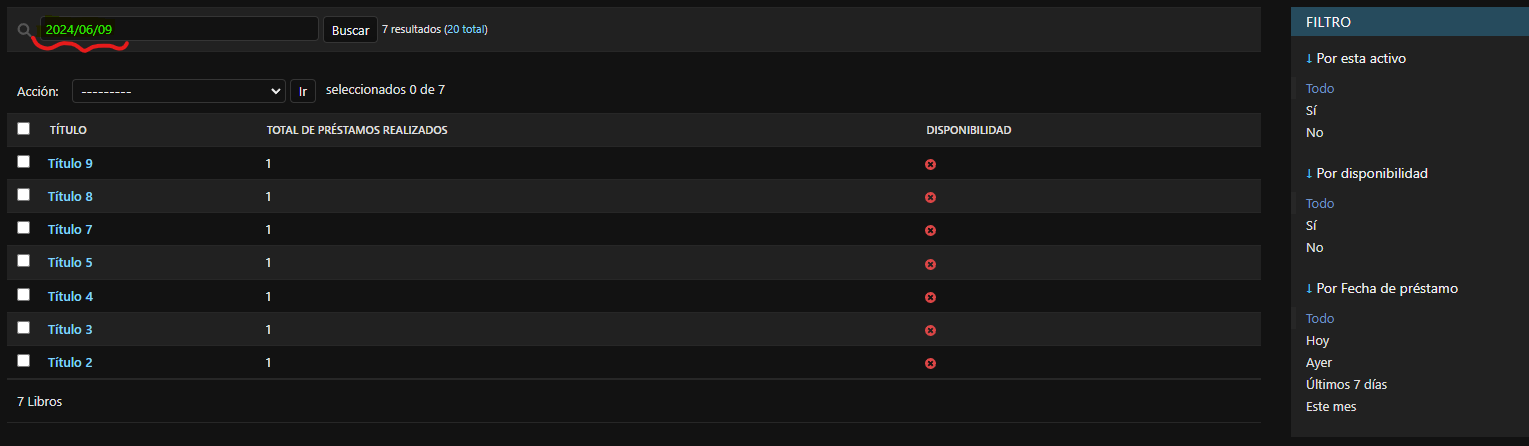 2024/06/09 Buscar 7 resultados (20 total)
Acción: --------- Ir seleccionados 0 de 7
TÍTULO TOTAL DE PRÉSTAMOS REALIZADOS DISPONIBILIDAD
Título 9 1
Título 8 1
Título 7 1
Título 5 1
Título 4 1
Título 3 1
Título 2 1
7 Libros
FILTRO
↓ Por esta activo
Todo
Sí
No
↓ Por disponibilidad
Todo
Sí
No
↓ Por Fecha de préstamo
Todo
Hoy
Ayer
Últimos 7 días
Este mes